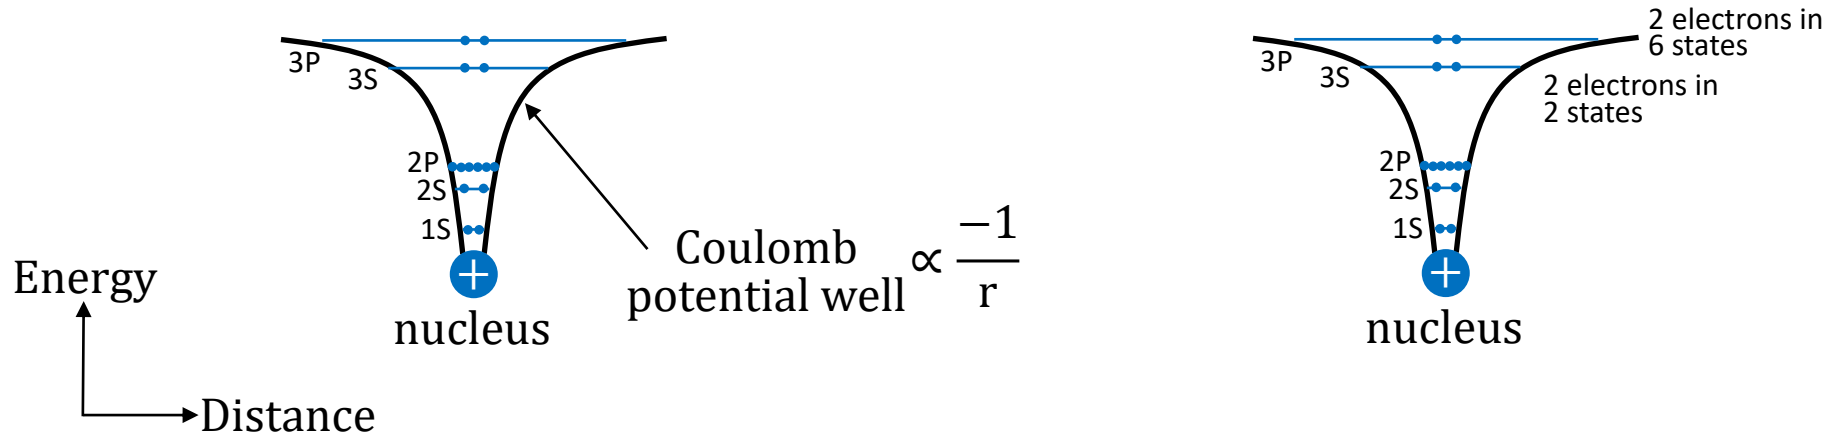 3P
3S
2P
2S
1S
Energy
Distance
+
nucleus
Coulomb
potential well ∝ −1/r
2 electrons in
6 states
3P
3S
2 electrons in
2 states
2P
2S
1S
+
nucleus